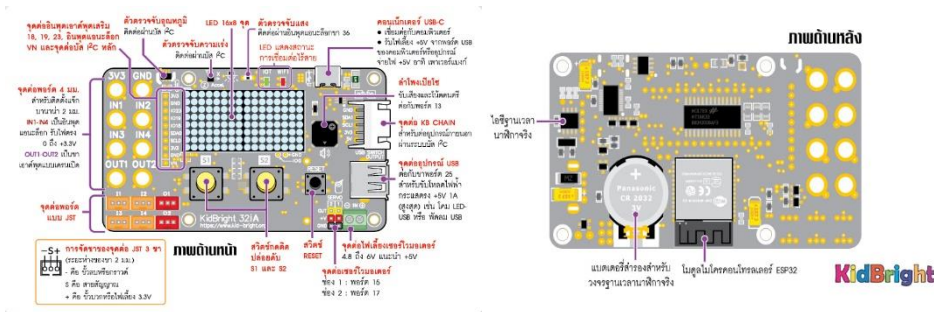 จุดต่ออินพุตเอาต์พุตเสริม
18, 19, 23, อินพุตแอนะล็อก
VN และจุดต่อบัส I²C หลัก
ตัวตรวจจับอุณหภูมิ
ติดต่อผ่านบัส I²C
ตัวตรวจจับความเร่ง
ติดต่อผ่านบัส I²C
LED 16x8 จุด
ตัวตรวจจับแสง
ติดต่อผ่านอินพุตแอนะล็อกขา 36
LED แสดงสถานะ
การเชื่อมต่อไร้สาย
คอนเน็กเตอร์ USB-C
● เชื่อมต่อกับคอมพิวเตอร์
● รับไฟเลี้ยง +5V จากพอร์ต USB
ของคอมพิวเตอร์หรืออุปกรณ์
จ่ายไฟ +5V อาทิ เพาเวอร์แบงก์
ลำโพงเปียโซ
ขับเสียงและโน้ตดนตรี
ต่อกับพอร์ต 13
จุดต่อ KB CHAIN
สำหรับต่ออุปกรณ์ภายนอก
ผ่านระบบบัส I²C
จุดต่ออุปกรณ์ USB
ต่อกับขาพอร์ต 25
สำหรับขับโหลดไฟฟ้า
กระแสตรง +5V 1A
(สูงสุด) เช่น โคม LED-
USB หรือ พัดลม USB
จุดต่อพอร์ต 4 มม.
สำหรับติดตั้งแจ็ก
บานาน่า 2 มม.
IN1-IN4 เป็นอินพุต
แอนะล็อก รับไฟตรง
0 ถึง +3.3V
OUT1-OUT2 เป็นขา
เอาต์พุตแบบเดรนเปิด
จุดต่อพอร์ต
แบบ JST
3V3 GND
IN1 IN2
IN3 IN4
OUT1 OUT2
S1 S2
RESET
KidBright 32iA
ภาพด้านหน้า
สวิตช์กดติด
ปล่อยดับ
S1 และ S2
สวิตช์
RESET
จุดต่อไฟเลี้ยงเซอร์โวมอเตอร์
4.8 ถึง 6V แนะนำ +5V
จุดต่อเซอร์โวมอเตอร์
ช่อง 1 : พอร์ต 15
ช่อง 2 : พอร์ต 17
-S+
การจัดขาของจุดต่อ JST 3 ขา
(ระยะห่างของขา 2 มม.)
- คือ ขั้วลบหรือกราวด์
S คือ สายสัญญาณ
+ คือ ขั้วบวกหรือไฟเลี้ยง 3.3V
ภาพด้านหลัง
ไอซีฐานเวลา
นาฬิกาจริง
Panasonic
CR 2032
3V
แบตเตอรี่สำรองสำหรับ
วงจรฐานเวลานาฬิกาจริง
โมดูลไมโครคอนโทรลเลอร์ ESP32
KidBright